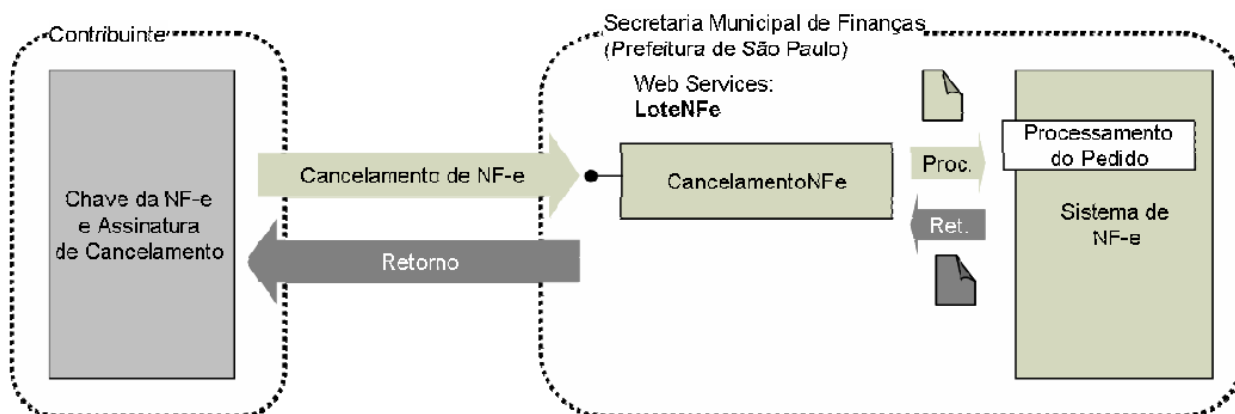 Contribuinte
Secretaria Municipal de Finanças
(Prefeitura de São Paulo)
Web Services:
LoteNFe
Chave da NF-e
e Assinatura
de Cancelamento
Cancelamento de NF-e
Retorno
CancelamentoNFe
Proc.
Ret.
Processamento
do Pedido
Sistema de
NF-e